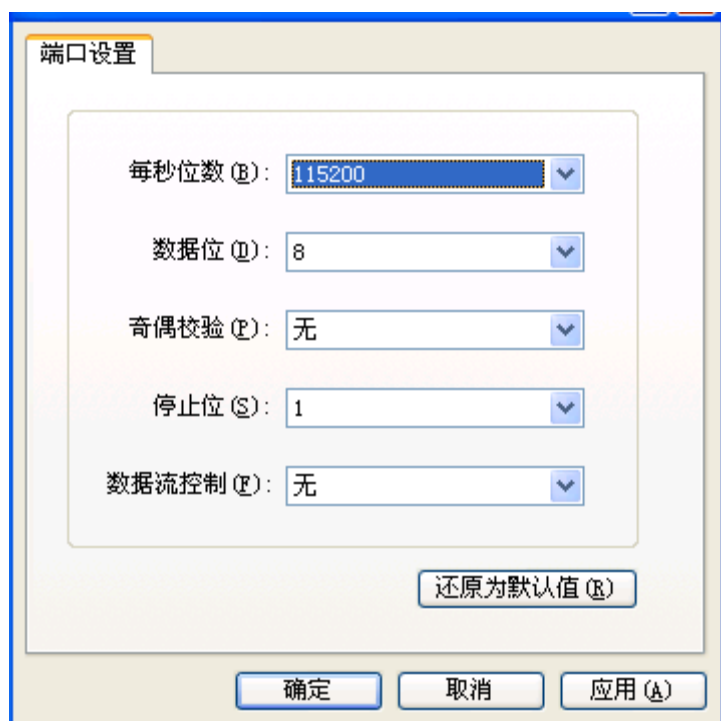 端口设置
每秒位数(B): 115200
数据位(D): 8
奇偶校验(P): 无
停止位(S): 1
数据流控制(F): 无
还原为默认值(R)
确定 取消 应用(A)